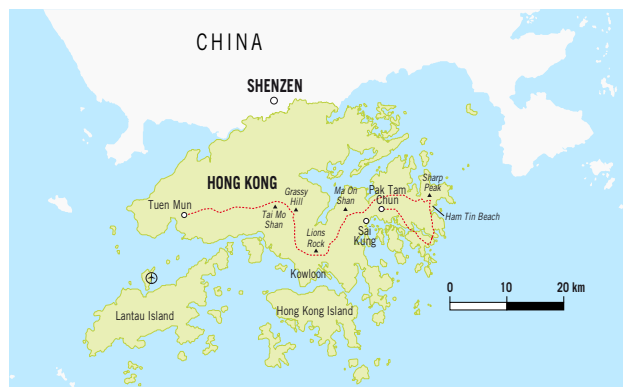 CHINA
SHENZEN
HONG KONG
Tuen Mun
Tai Mo
Shan
Grassy
Hill
Lions
Rock
Ma On
Shan
Pak Tam
Chun
Sharp
Peak
Sai
Kung
Ham Tin Beach
Kowloon
Lantau Island
Hong Kong Island
0 10 20 km